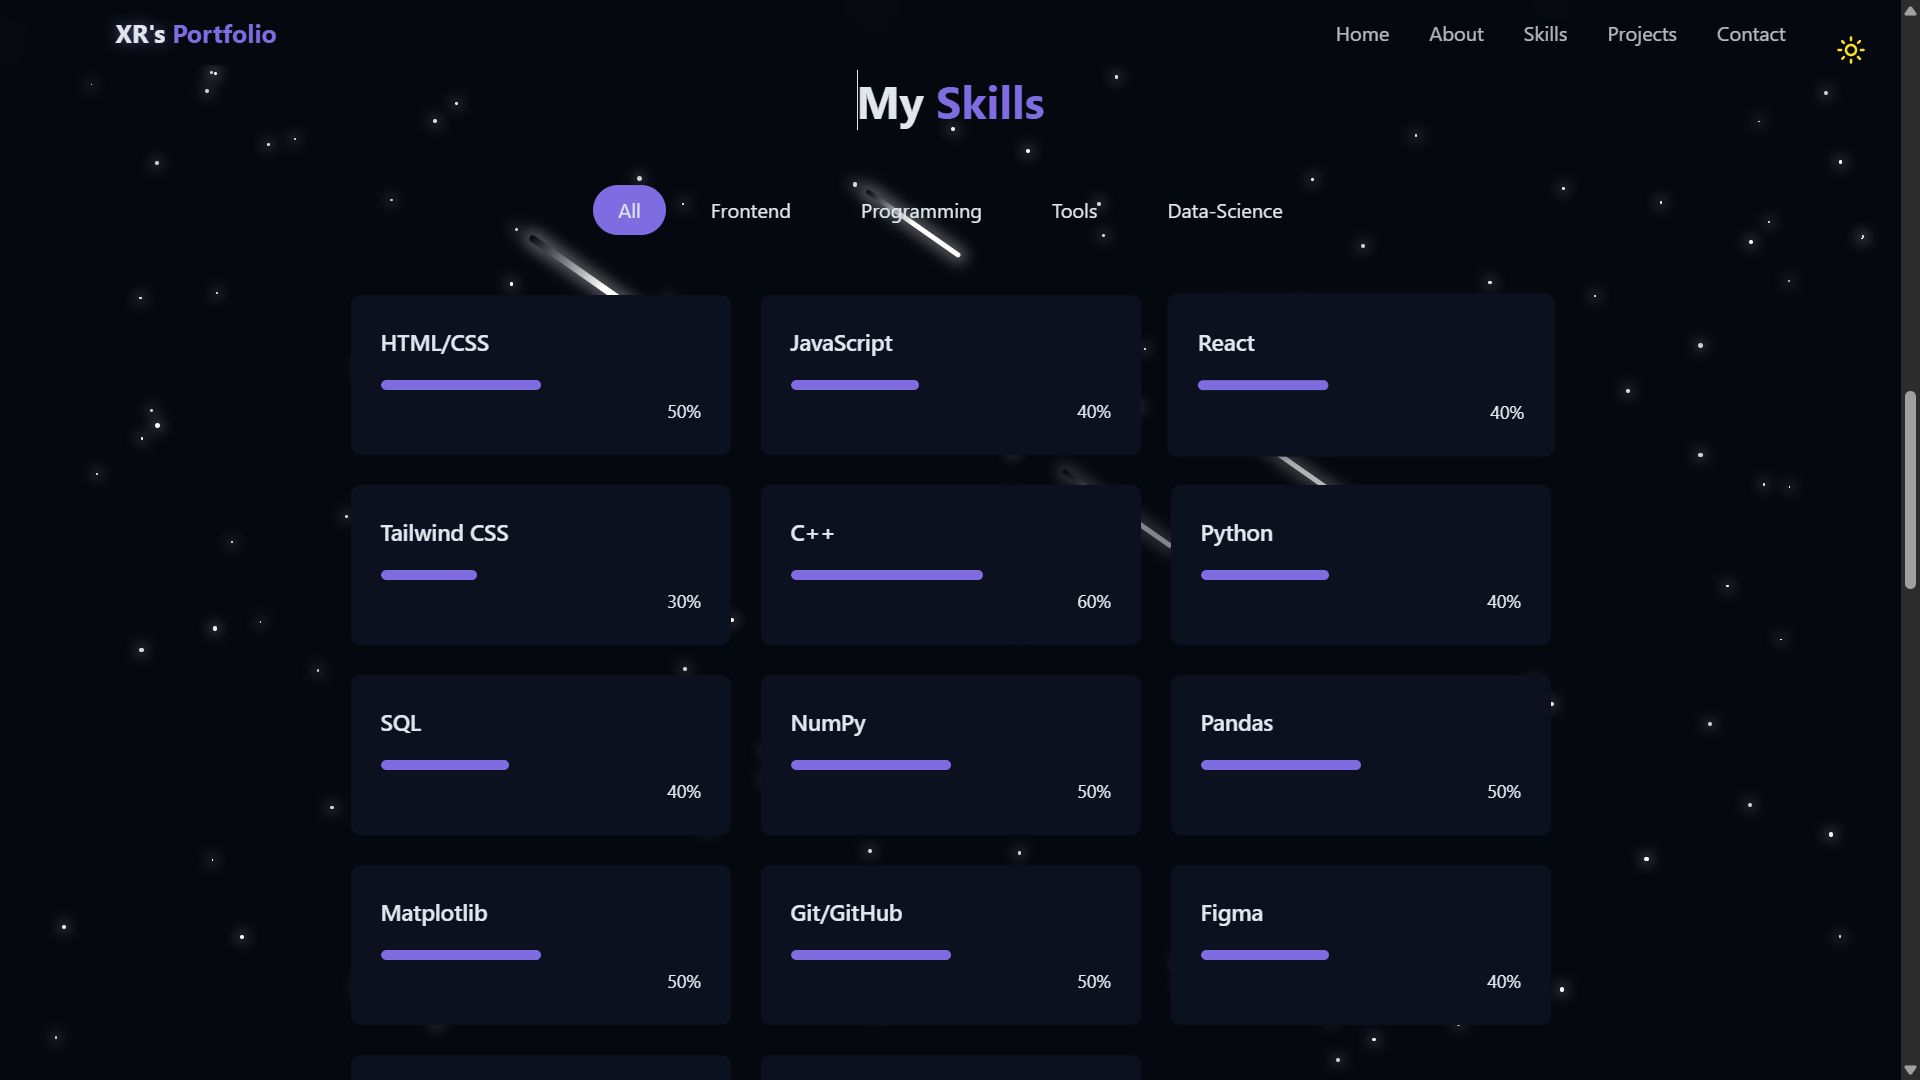 XR's Portfolio
Home About Skills Projects Contact
My Skills
All Frontend Programming Tools Data-Science
HTML/CSS
50%
JavaScript
40%
React
40%
Tailwind CSS
30%
C++
60%
Python
40%
SQL
40%
NumPy
50%
Pandas
50%
Matplotlib
50%
Git/GitHub
50%
Figma
40%